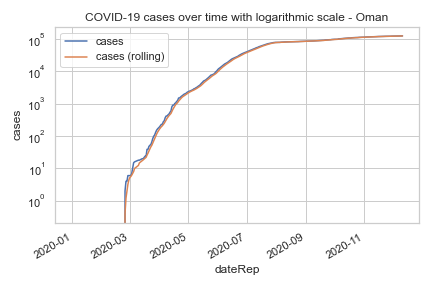 COVID-19 cases over time with logarithmic scale - Oman
cases
cases (rolling)
10^5
10^4
10^3
10^2
10^1
10^0
cases
2020-01
2020-03
2020-05
2020-07
2020-09
2020-11
dateRep